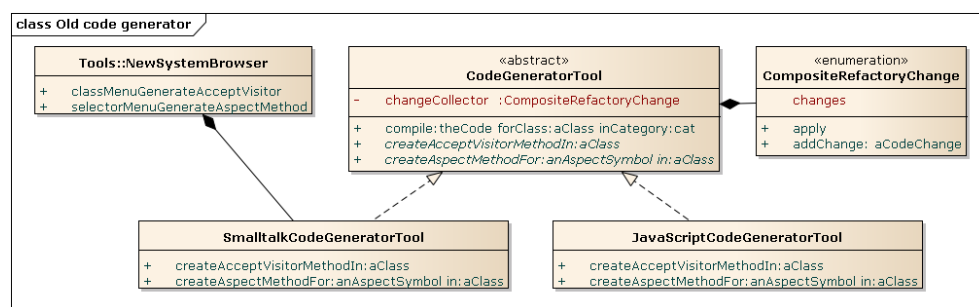 class Old code generator
Tools::NewSystemBrowser
+ classMenuGenerateAcceptVisitor
+ selectorMenuGenerateAspectMethod
«abstract»
CodeGeneratorTool
- changeCollector :CompositeRefactoryChange
+ compile:theCode forClass:aClass inCategory:cat
+ createAcceptVisitorMethodIn:aClass
+ createAspectMethodFor:anAspectSymbol in:aClass
«enumeration»
CompositeRefactoryChange
changes
+ apply
+ addChange: aCodeChange
SmalltalkCodeGeneratorTool
+ createAcceptVisitorMethodIn:aClass
+ createAspectMethodFor:anAspectSymbol in:aClass
JavaScriptCodeGeneratorTool
+ createAcceptVisitorMethodIn:aClass
+ createAspectMethodFor:anAspectSymbol in:aClass